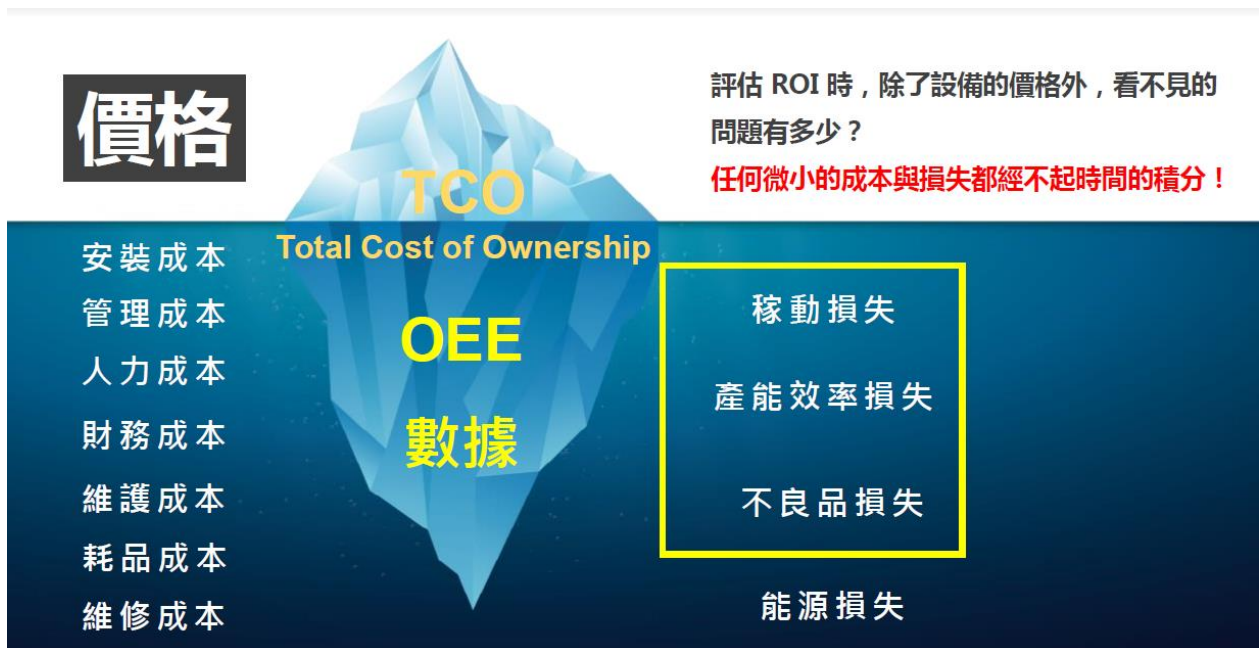 價格
評估 ROI 時，除了設備的價格外，看不見的
問題有多少？
任何微小的成本與損失都經不起時間的積分！
TCO
Total Cost of Ownership
OEE
數據
安裝成本
管理成本
人力成本
財務成本
維護成本
耗品成本
維修成本
稼動損失
產能效率損失
不良品損失
能源損失